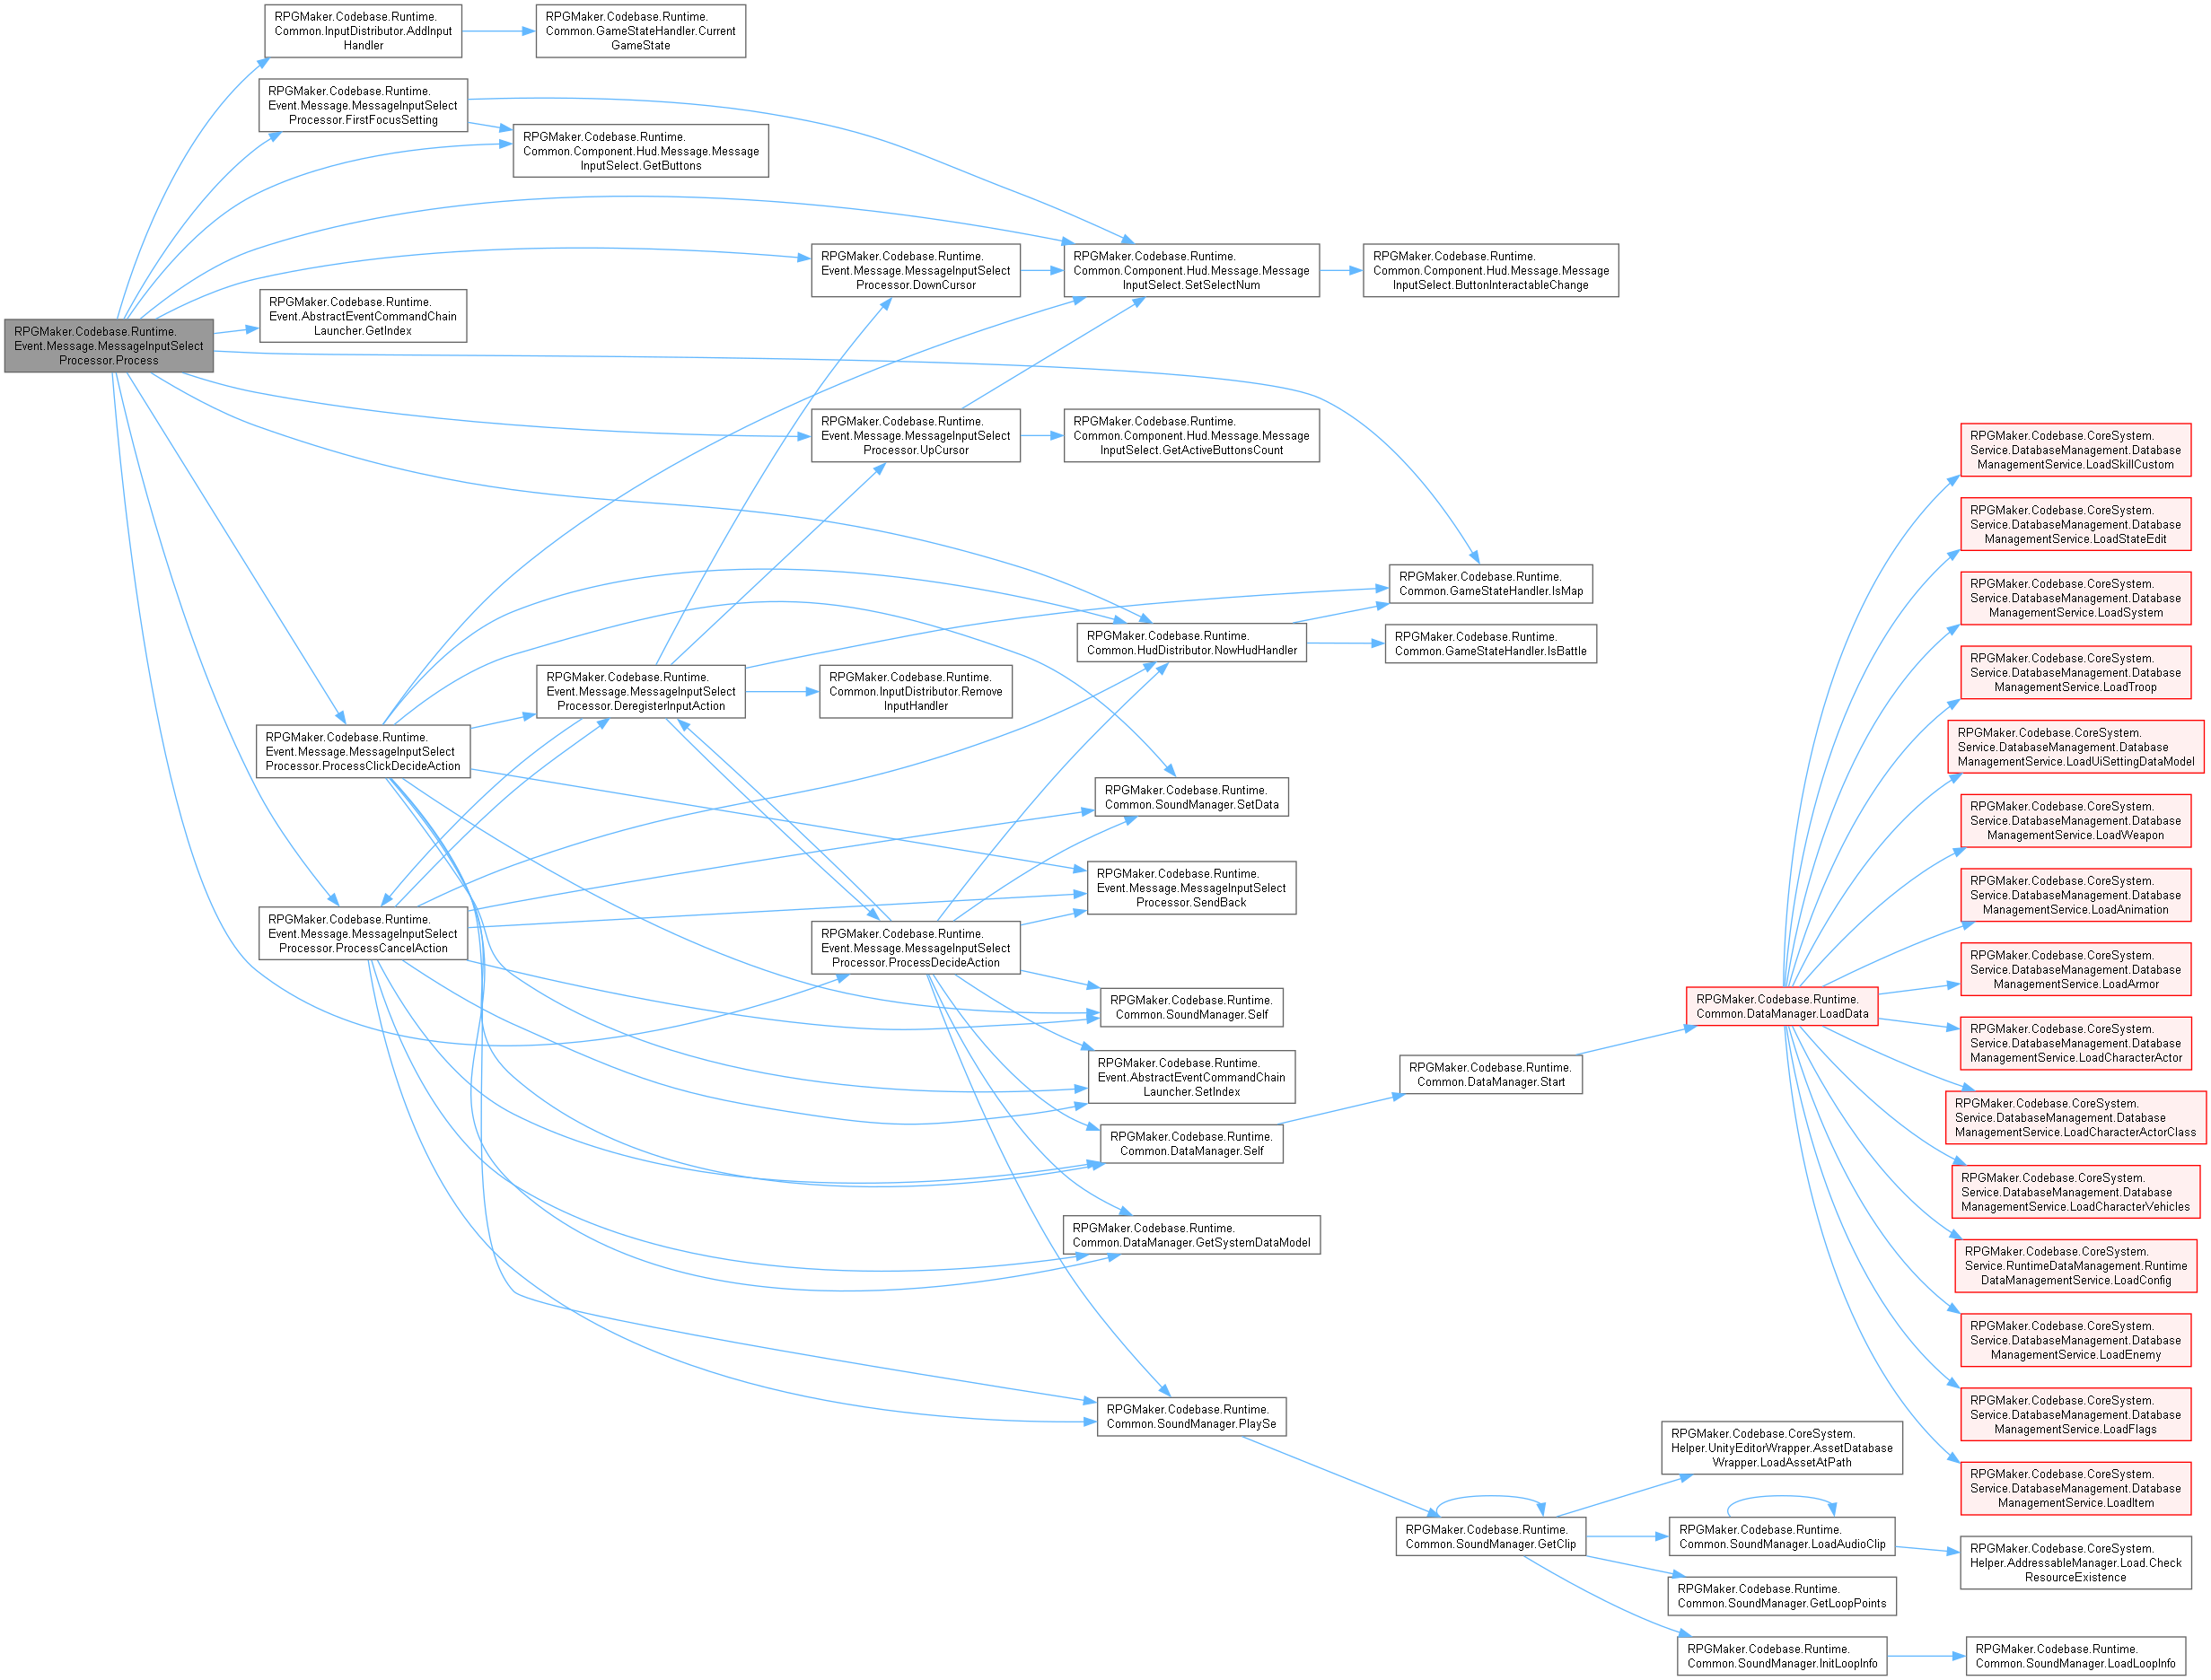 RPGMaker.Codebase.Runtime.
Event.Message.MessageInputSelect
Processor.Process
RPGMaker.Codebase.Runtime.
Common.InputDistributor.AddInput
Handler
RPGMaker.Codebase.Runtime.
Common.GameStateHandler.Current
GameState
RPGMaker.Codebase.Runtime.
Event.Message.MessageInputSelect
Processor.FirstFocusSetting
RPGMaker.Codebase.Runtime.
Common.Component.Hud.Message.Message
InputSelect.GetButtons
RPGMaker.Codebase.Runtime.
Event.AbstractEventCommandChain
Launcher.GetIndex
RPGMaker.Codebase.Runtime.
Event.Message.MessageInputSelect
Processor.DownCursor
RPGMaker.Codebase.Runtime.
Common.Component.Hud.Message.Message
InputSelect.SetSelectNum
RPGMaker.Codebase.Runtime.
Common.Component.Hud.Message.Message
InputSelect.ButtonInteractableChange
RPGMaker.Codebase.Runtime.
Event.Message.MessageInputSelect
Processor.UpCursor
RPGMaker.Codebase.Runtime.
Common.Component.Hud.Message.Message
InputSelect.GetActiveButtonsCount
RPGMaker.Codebase.Runtime.
Common.GameStateHandler.IsMap
RPGMaker.Codebase.Runtime.
Common.HudDistributor.NowHudHandler
RPGMaker.Codebase.Runtime.
Common.GameStateHandler.IsBattle
RPGMaker.Codebase.Runtime.
Event.Message.MessageInputSelect
Processor.DeregisterInputAction
RPGMaker.Codebase.Runtime.
Common.InputDistributor.Remove
InputHandler
RPGMaker.Codebase.Runtime.
Event.Message.MessageInputSelect
Processor.ProcessClickDecideAction
RPGMaker.Codebase.Runtime.
Common.SoundManager.SetData
RPGMaker.Codebase.Runtime.
Event.Message.MessageInputSelect
Processor.SendBack
RPGMaker.Codebase.Runtime.
Event.Message.MessageInputSelect
Processor.ProcessCancelAction
RPGMaker.Codebase.Runtime.
Event.Message.MessageInputSelect
Processor.ProcessDecideAction
RPGMaker.Codebase.Runtime.
Common.SoundManager.Self
RPGMaker.Codebase.Runtime.
Event.AbstractEventCommandChain
Launcher.SetIndex
RPGMaker.Codebase.Runtime.
Common.DataManager.Self
RPGMaker.Codebase.Runtime.
Common.DataManager.Start
RPGMaker.Codebase.Runtime.
Common.DataManager.LoadData
RPGMaker.Codebase.Runtime.
Common.DataManager.GetSystemDataModel
RPGMaker.Codebase.Runtime.
Common.SoundManager.PlaySe
RPGMaker.Codebase.CoreSystem.
Service.DatabaseManagement.Database
ManagementService.LoadSkillCustom
RPGMaker.Codebase.CoreSystem.
Service.DatabaseManagement.Database
ManagementService.LoadStateEdit
RPGMaker.Codebase.CoreSystem.
Service.DatabaseManagement.Database
ManagementService.LoadSystem
RPGMaker.Codebase.CoreSystem.
Service.DatabaseManagement.Database
ManagementService.LoadTroop
RPGMaker.Codebase.CoreSystem.
Service.DatabaseManagement.Database
ManagementService.LoadUiSettingDataModel
RPGMaker.Codebase.CoreSystem.
Service.DatabaseManagement.Database
ManagementService.LoadWeapon
RPGMaker.Codebase.CoreSystem.
Service.DatabaseManagement.Database
ManagementService.LoadAnimation
RPGMaker.Codebase.CoreSystem.
Service.DatabaseManagement.Database
ManagementService.LoadArmor
RPGMaker.Codebase.CoreSystem.
Service.DatabaseManagement.Database
ManagementService.LoadCharacterActor
RPGMaker.Codebase.CoreSystem.
Service.DatabaseManagement.Database
ManagementService.LoadCharacterActorClass
RPGMaker.Codebase.CoreSystem.
Service.DatabaseManagement.Database
ManagementService.LoadCharacterVehicles
RPGMaker.Codebase.CoreSystem.
Service.RuntimeDataManagement.Runtime
DataManagementService.LoadConfig
RPGMaker.Codebase.CoreSystem.
Service.DatabaseManagement.Database
ManagementService.LoadEnemy
RPGMaker.Codebase.CoreSystem.
Service.DatabaseManagement.Database
ManagementService.LoadFlags
RPGMaker.Codebase.CoreSystem.
Service.DatabaseManagement.Database
ManagementService.LoadItem
RPGMaker.Codebase.CoreSystem.
Helper.UnityEditorWrapper.AssetDatabase
Wrapper.LoadAssetAtPath
RPGMaker.Codebase.Runtime.
Common.SoundManager.GetClip
RPGMaker.Codebase.Runtime.
Common.SoundManager.LoadAudioClip
RPGMaker.Codebase.CoreSystem.
Helper.AddressableManager.Load.Check
ResourceExistence
RPGMaker.Codebase.Runtime.
Common.SoundManager.GetLoopPoints
RPGMaker.Codebase.Runtime.
Common.SoundManager.InitLoopInfo
RPGMaker.Codebase.Runtime.
Common.SoundManager.LoadLoopInfo